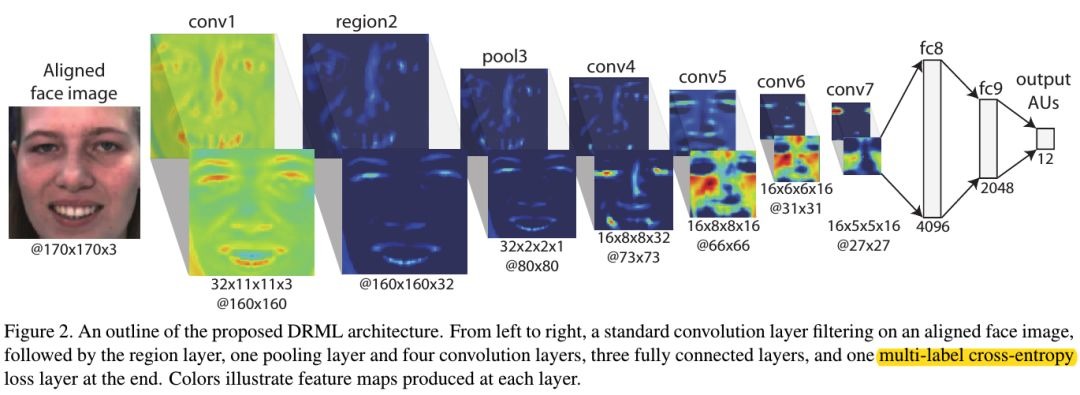 conv1
region2
pool3
conv4
conv5
conv6
conv7
fc8
fc9
output
AUs
Aligned
face image
@170x170x3
32x11x11x3
@160x160
@160x160x32
32x2x2x1
@80x80
16x8x8x32
@73x73
16x8x8x16
@66x66
16x6x6x16
@31x31
16x5x5x16
@27x27
4096
2048
12
Figure 2. An outline of the proposed DRML architecture. From left to right, a standard convolution layer filtering on an aligned face image,
followed by the region layer, one pooling layer and four convolution layers, three fully connected layers, and one multi-label cross-entropy
loss layer at the end. Colors illustrate feature maps produced at each layer.